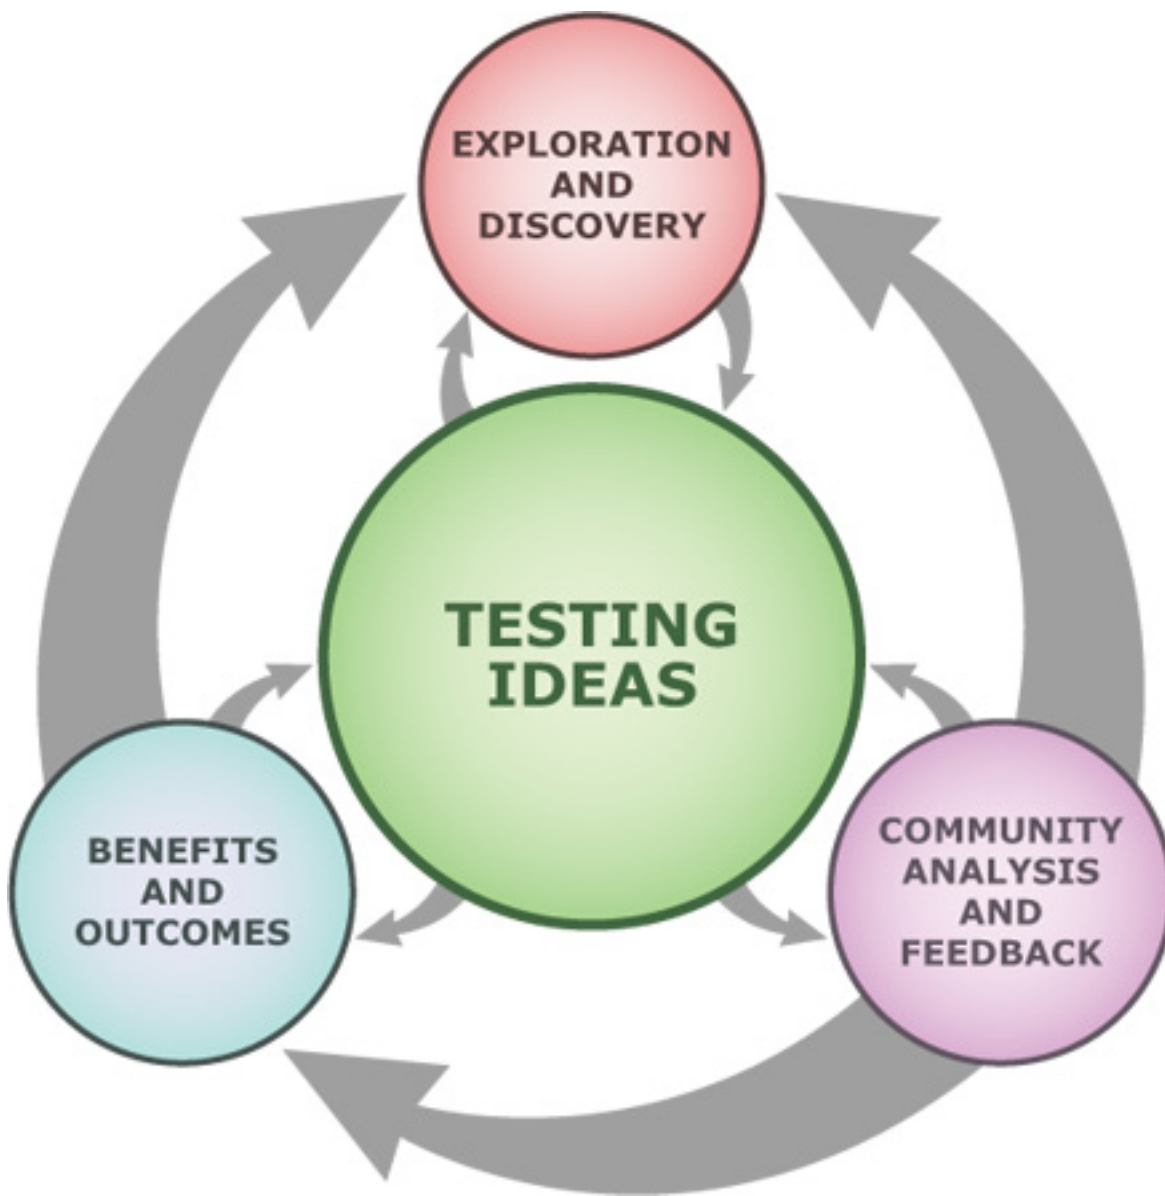 EXPLORATION
AND
DISCOVERY
TESTING
IDEAS
BENEFITS
AND
OUTCOMES
COMMUNITY
ANALYSIS
AND
FEEDBACK